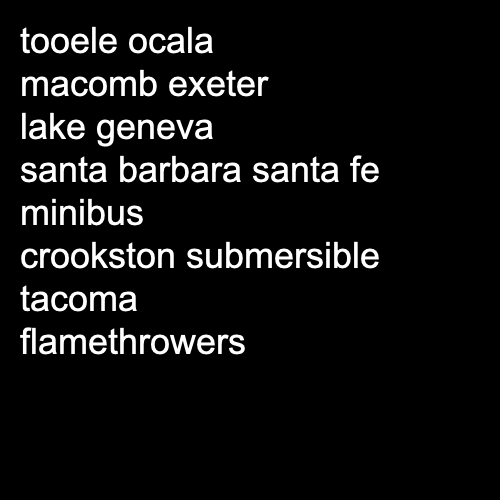 tooele ocala
macomb exeter
lake geneva
santa barbara santa fe
minibus
crookston submersible
tacoma
flamethrowers